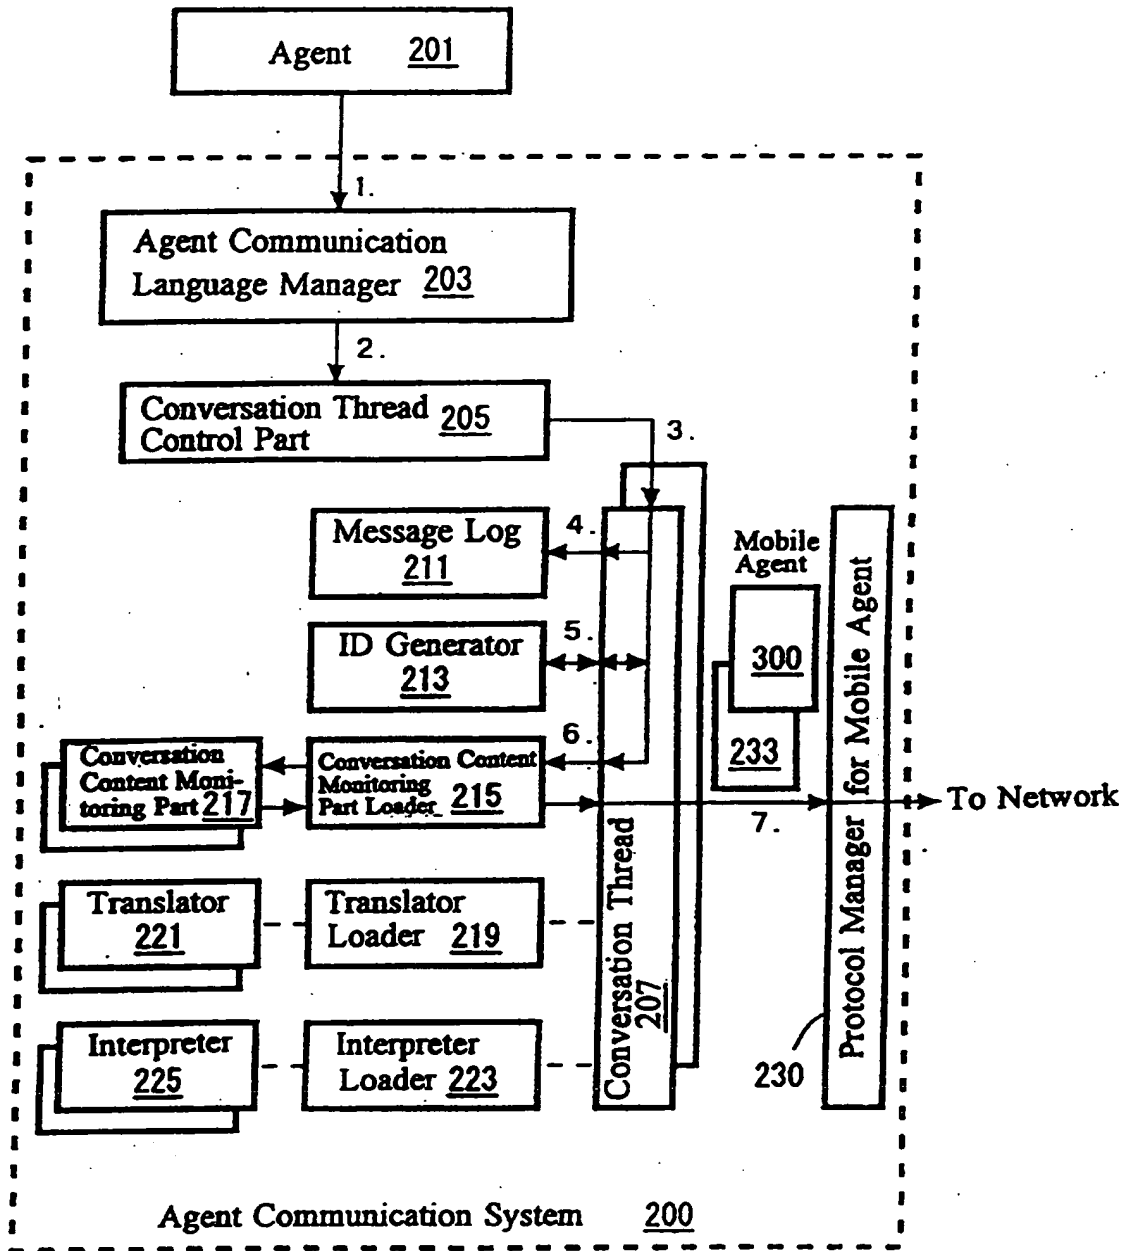 Agent 201
1.
Agent Communication
Language Manager 203
2.
Conversation Thread
Control Part 205
3.
Message Log
211
4.
ID Generator
213
5.
Conversation
Content Moni-
toring Part 217
Conversation Content
Monitoring
Part Loader 215
6.
7.
To Network
Translator
221
Translator
Loader 219
Interpreter
225
Interpreter
Loader 223
Conversation Thread
207
Mobile
Agent
300
233
Protocol Manager for Mobile Agent
230
Agent Communication System 200